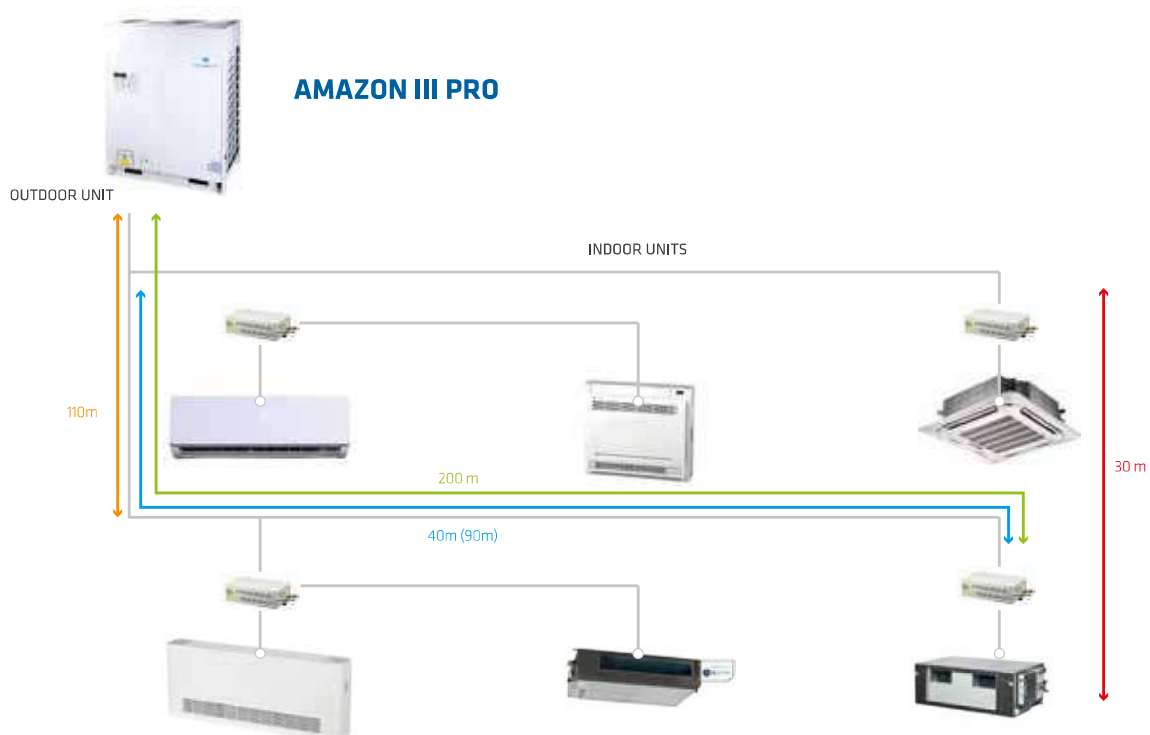 AMAZON III PRO
OUTDOOR UNIT
INDOOR UNITS
110m
30 m
200 m
40m (90m)